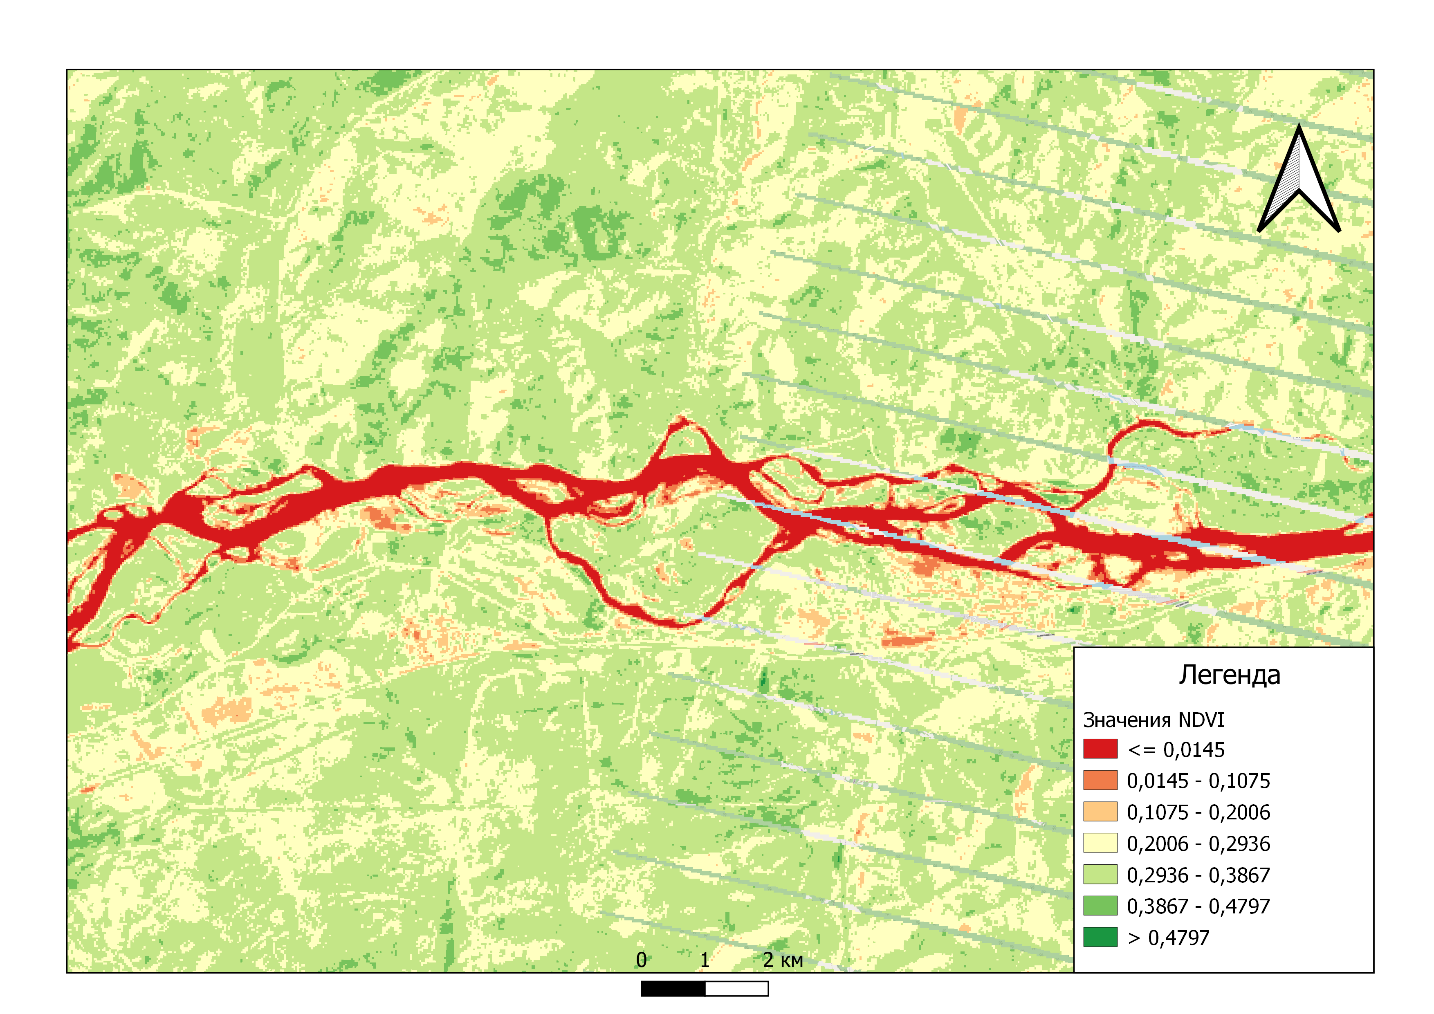 Легенда
Значения NDVI
<= 0,0145
0,0145 - 0,1075
0,1075 - 0,2006
0,2006 - 0,2936
0,2936 - 0,3867
0,3867 - 0,4797
> 0,4797
0 1 2 км